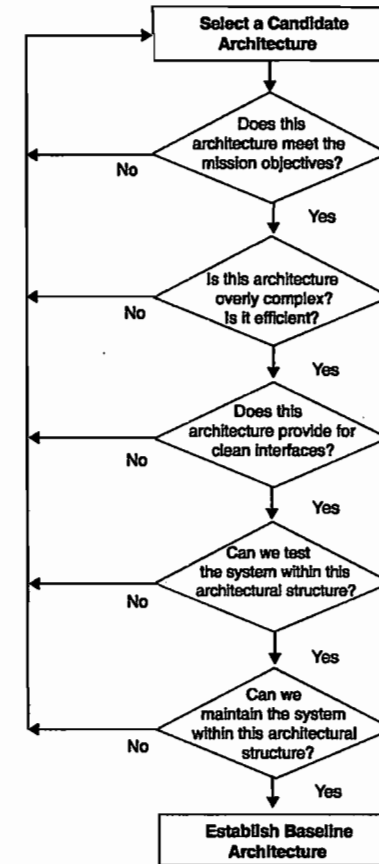 Select a Candidate
Architecture
Does this
architecture meet the
mission objectives?
No
Yes
Is this architecture
overly complex?
Is it efficient?
No
Yes
Does this
architecture provide for
clean interfaces?
No
Yes
Can we test
the system within this
architectural structure?
No
Yes
Can we
maintain the system
within this architectural
structure?
No
Yes
Establish Baseline
Architecture